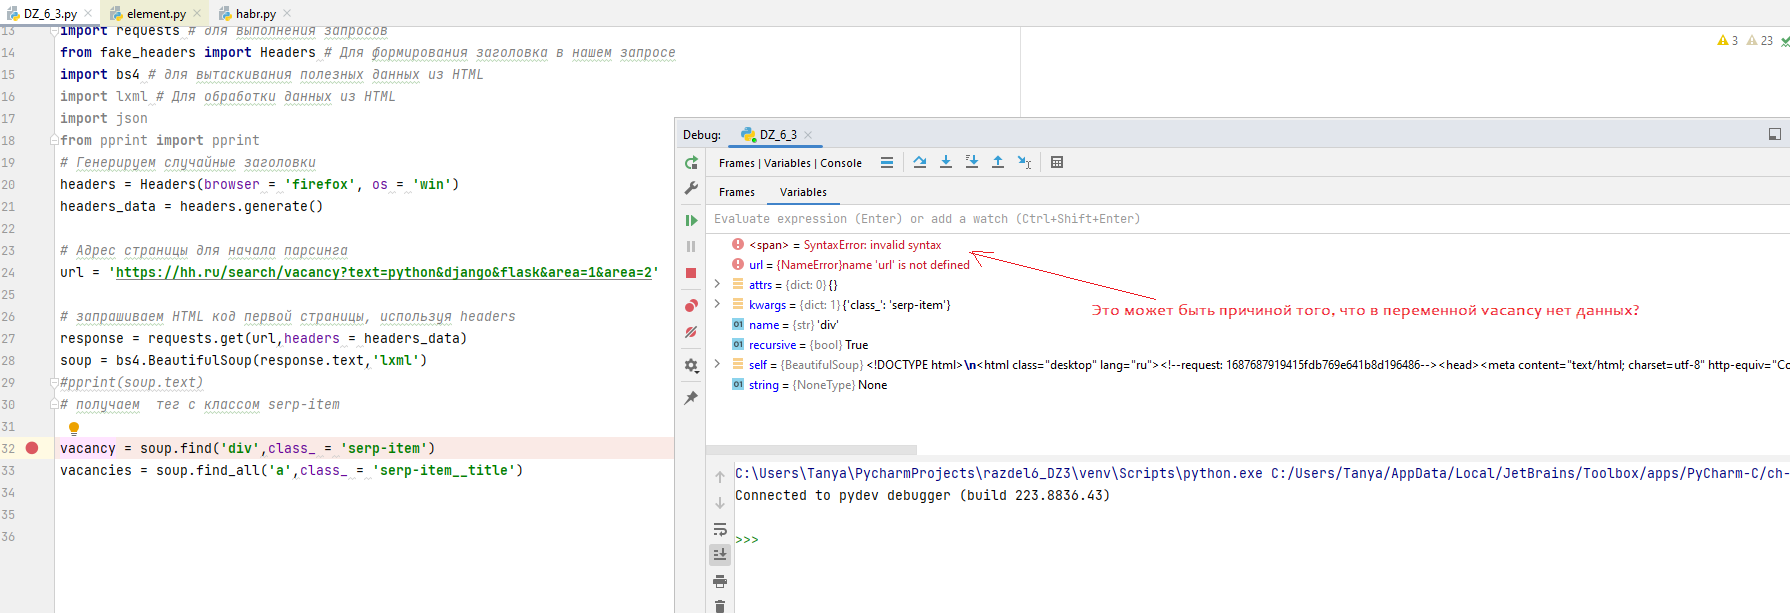 DZ_6_3.py
element.py
habr.py
13 import requests # для выполнения запросов
14 from fake_headers import Headers # Для формирования заголовка в нашем запросе
15 import bs4 # для вытаскивания полезных данных из HTML
16 import lxml # Для обработки данных из HTML
17 import json
18 from pprint import pprint
19 # Генерируем случайные заголовки
20 headers = Headers(browser = 'firefox', os = 'win')
21 headers_data = headers.generate()
22
23 # Адрес страницы для начала парсинга
24 url = 'https://hh.ru/search/vacancy?text=python&django&flask&area=1&area=2'
25
26 # запрашиваем HTML код первой страницы, используя headers
27 response = requests.get(url,headers = headers_data)
28 soup = bs4.BeautifulSoup(response.text,'lxml')
29 #pprint(soup.text)
30 # получаем  тег с классом serp-item
31
32 vacancy = soup.find('div',class_ = 'serp-item')
33 vacancies = soup.find_all('a',class_ = 'serp-item__title')
34
35
36
3 23
Debug: DZ_6_3
Frames | Variables | Console
Frames Variables
Evaluate expression (Enter) or add a watch (Ctrl+Shift+Enter)
<span> = SyntaxError: invalid syntax
url = {NameError}name 'url' is not defined
attrs = {dict: 0} {}
kwargs = {dict: 1} {'class_': 'serp-item'}
01 name = {str} 'div'
01 recursive = {bool} True
self = {BeautifulSoup} <!DOCTYPE html>\n<html class="desktop" lang="ru"><!--request: 1687687919415fdb769e641b8d196486--><head><meta content="text/html; charset=utf-8" http-equiv="Co
01 string = {NoneType} None
Это может быть причиной того, что в переменной vacancy нет данных?
C:\Users\Tanya\PycharmProjects\razdel6_DZ3\venv\Scripts\python.exe C:/Users/Tanya/AppData/Local/JetBrains/Toolbox/apps/PyCharm-C/ch-
Connected to pydev debugger (build 223.8836.43)
>>>